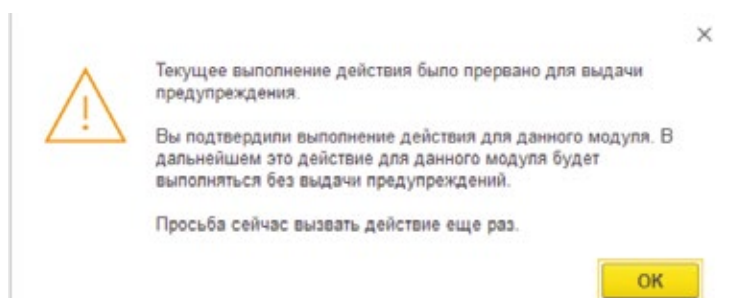 Текущее выполнение действия было прервано для выдачи
предупреждения.
Вы подтвердили выполнение действия для данного модуля. В
дальнейшем это действие для данного модуля будет
выполняться без выдачи предупреждений.
Просьба сейчас вызвать действие еще раз.
ОК